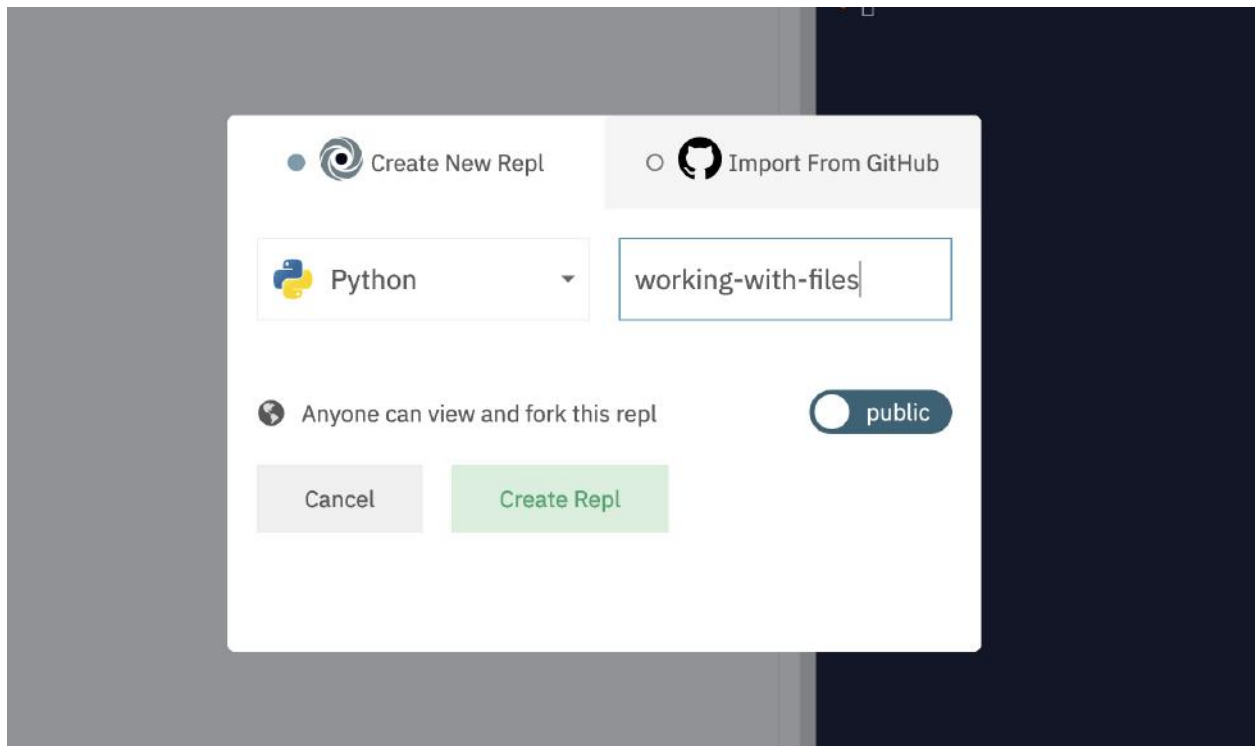 Create New Repl
Import From GitHub
Python
working-with-files
Anyone can view and fork this repl
public
Cancel
Create Repl